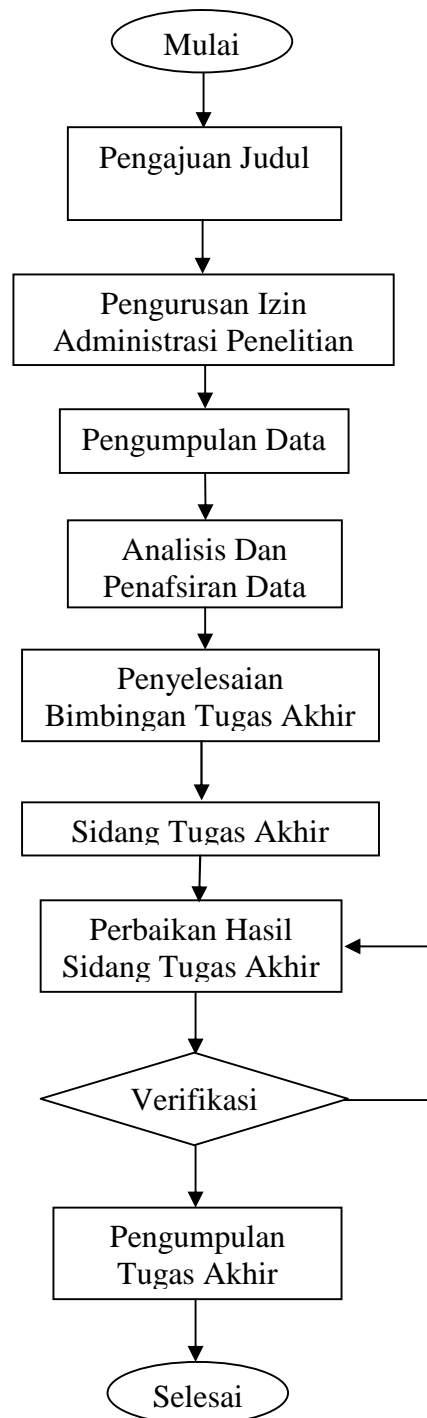 Mulai
Pengajuan Judul
Pengurusan Izin
Administrasi Penelitian
Pengumpulan Data
Analisis Dan
Penafsiran Data
Penyelesaian
Bimbingan Tugas Akhir
Sidang Tugas Akhir
Perbaikan Hasil
Sidang Tugas Akhir
Verifikasi
Pengumpulan
Tugas Akhir
Selesai